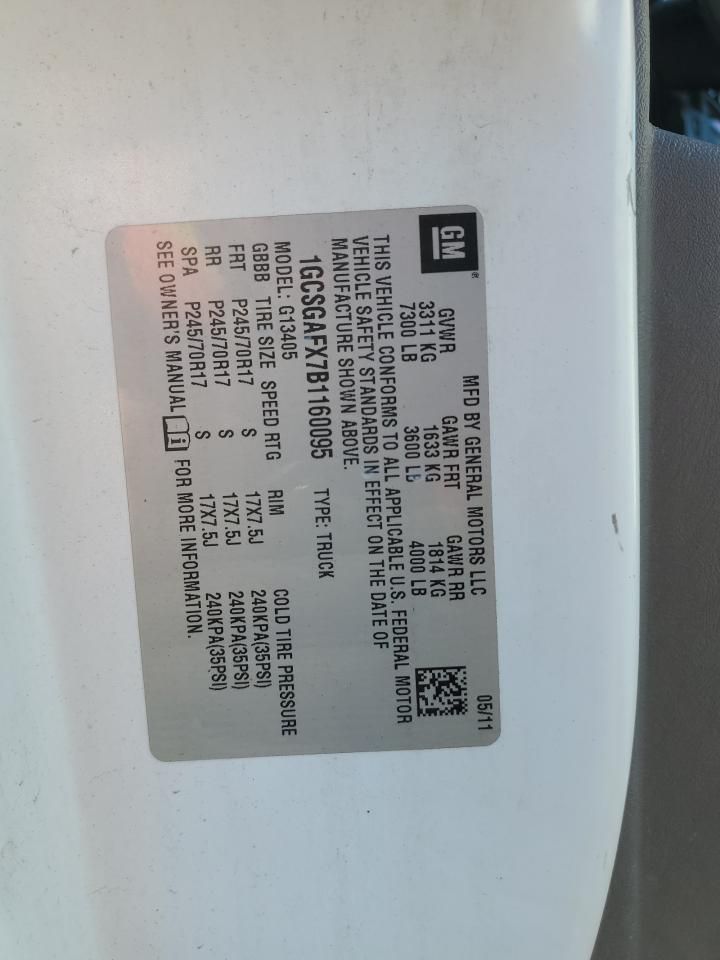 GM®
MFD BY GENERAL MOTORS LLC 05/11
GVWR GAWR FRT GAWR RR
3311 KG 1633 KG 1814 KG
7300 LB 3600 LB 4000 LB
THIS VEHICLE CONFORMS TO ALL APPLICABLE U.S. FEDERAL MOTOR
VEHICLE SAFETY STANDARDS IN EFFECT ON THE DATE OF
MANUFACTURE SHOWN ABOVE.
1GCSGAFX7B1160095 TYPE: TRUCK
MODEL: G13405
GBBB TIRE SIZE SPEED RTG RIM COLD TIRE PRESSURE
FRT P245/70R17 S 17X7.5J 240KPA(35PSI)
RR P245/70R17 S 17X7.5J 240KPA(35PSI)
SPA P245/70R17 S 17X7.5J 240KPA(35PSI)
SEE OWNER'S MANUAL i FOR MORE INFORMATION.